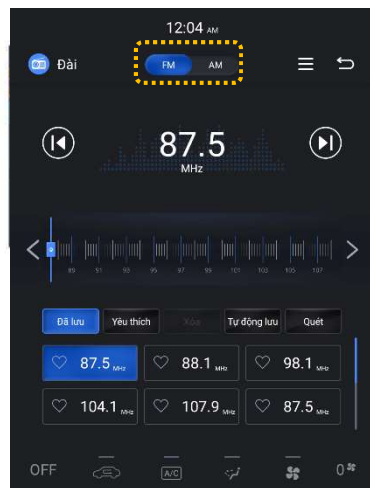 12:04 AM
Đài
FM AM
87.5
MHz
89 91 93 95 97 99 101 103 105 107
Đã lưu Yêu thích Xóa Tự động lưu Quét
87.5 MHz 88.1 MHz 98.1 MHz
104.1 MHz 107.9 MHz 87.5 MHz
OFF A/C 0